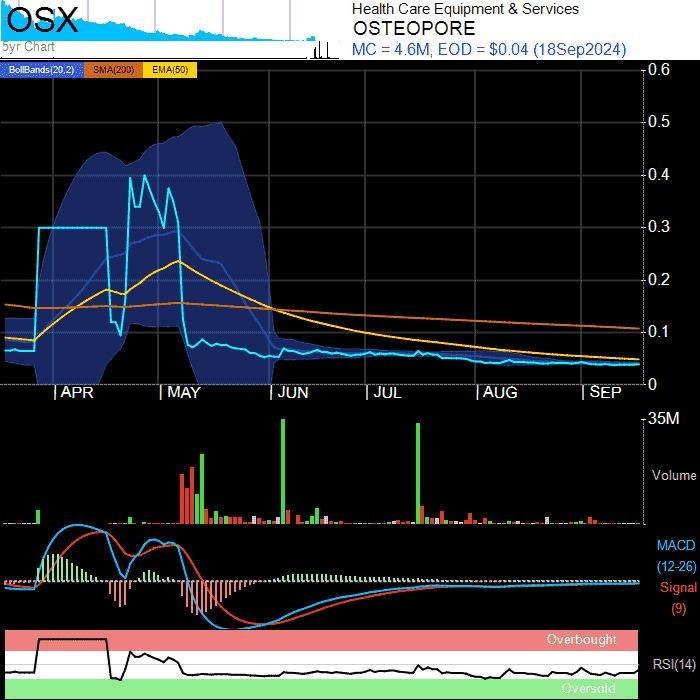 OSX
5yr Chart
Health Care Equipment & Services
OSTEOPORE
MC = 4.6M, EOD = $0.04 (18Sep2024)
BollBands(20,2) SMA(200) EMA(50)
0.6
0.5
0.4
0.3
0.2
0.1
0
APR MAY JUN JUL AUG SEP
35M
Volume
MACD
(12-26)
Signal
(9)
Overbought
RSI(14)
Oversold